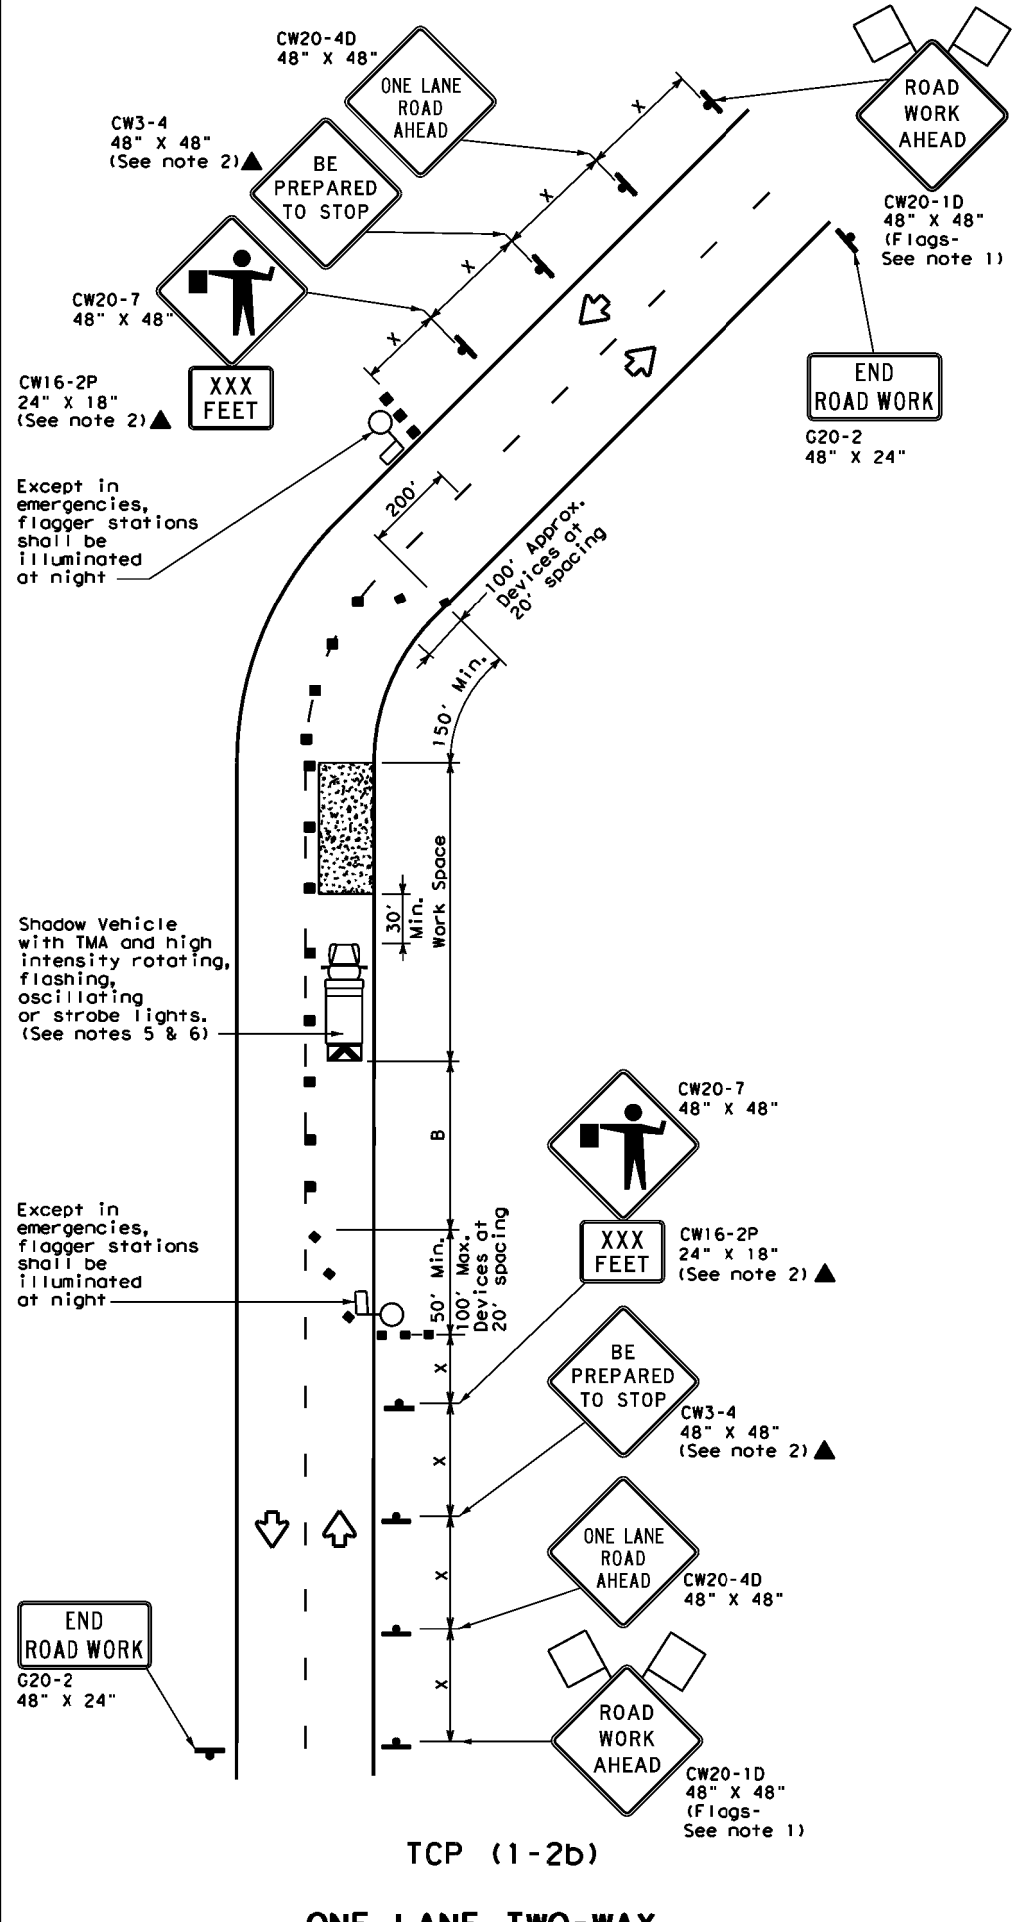 CW20-4D
48" X 48"
ONE LANE
ROAD
AHEAD
ROAD
WORK
AHEAD
CW20-1D
48" X 48"
(Flags-
See note 1)
CW3-4
48" X 48"
(See note 2)
BE
PREPARED
TO STOP
X
X
X
X
CW20-7
48" X 48"
CW16-2P
24" X 18"
(See note 2)
XXX
FEET
END
ROAD WORK
G20-2
48" X 24"
Except in
emergencies,
flagger stations
shall be
illuminated
at night
200'
100' Approx.
Devices at
20' spacing
150' Min.
Work Space
30'
Min.
Shadow Vehicle
with TMA and high
intensity rotating,
flashing,
oscillating
or strobe lights.
(See notes 5 & 6)
B
CW20-7
48" X 48"
XXX
FEET
CW16-2P
24" X 18"
(See note 2)
Except in
emergencies,
flagger stations
shall be
illuminated
at night
50' Min.
100' Max.
Devices at
20' spacing
X
X
X
X
BE
PREPARED
TO STOP
CW3-4
48" X 48"
(See note 2)
ONE LANE
ROAD
AHEAD
CW20-4D
48" X 48"
END
ROAD WORK
G20-2
48" X 24"
ROAD
WORK
AHEAD
CW20-1D
48" X 48"
(Flags-
See note 1)
TCP (1-2b)
ONE LANE TWO-WAY